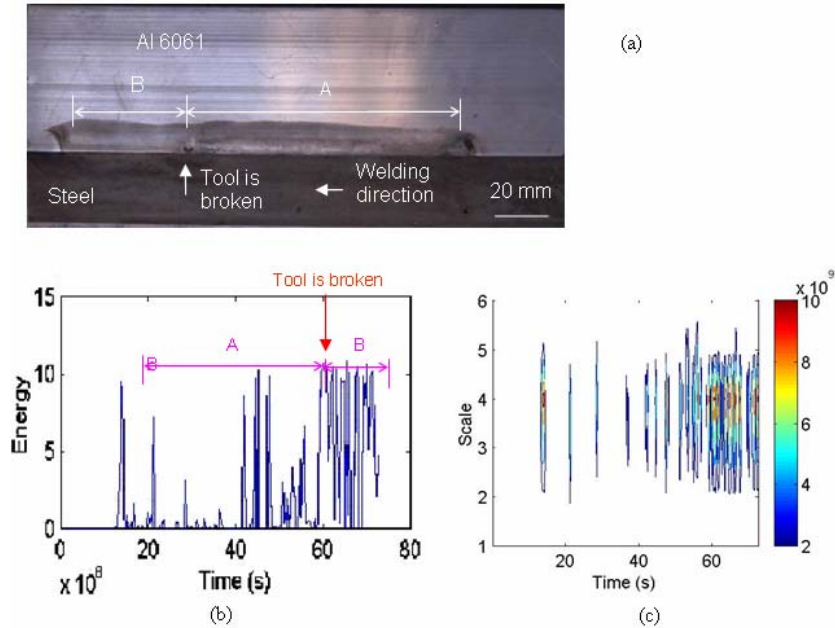 (a)
Al 6061
B
A
Steel
Tool is
broken
Welding
direction
20 mm
Tool is broken
15
10
5
0
Energy
A
B
B
0
20
40
60
80
x 10^8
Time (s)
(b)
6
5
4
3
2
1
Scale
20
40
60
Time (s)
x 10^9
10
8
6
4
2
(c)